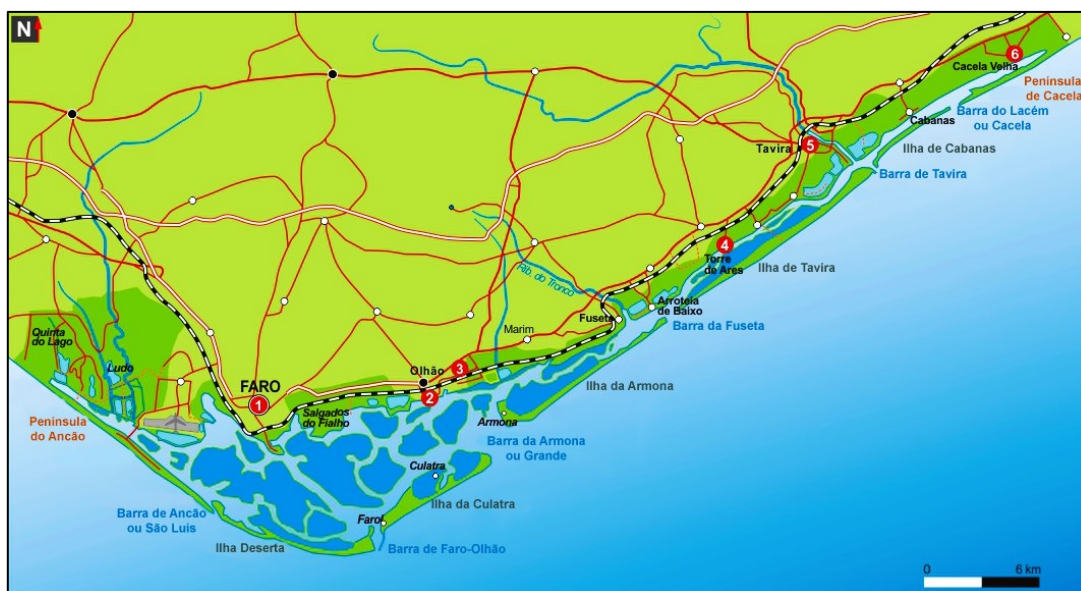 N
6
Cacela Velha
Península
de Cacela
Barra do Lacém
ou Cacela
Cabanas
Tavira
5
Ilha de Cabanas
Barra de Tavira
4
Torre
de Ares
Ilha de Tavira
Rib. do Tronco
Arroteia
de Baixo
Fuseta
Barra da Fuseta
Marim
Quinta
do Lago
Ludo
Olhão
3
Ilha da Armona
FARO
1
2
Salgados
do Fialho
Península
do Ancão
Armona
Barra da Armona
ou Grande
Culatra
Ilha da Culatra
Barra de Ancão
ou São Luis
Farol
Ilha Deserta
Barra de Faro-Olhão
0 6 km